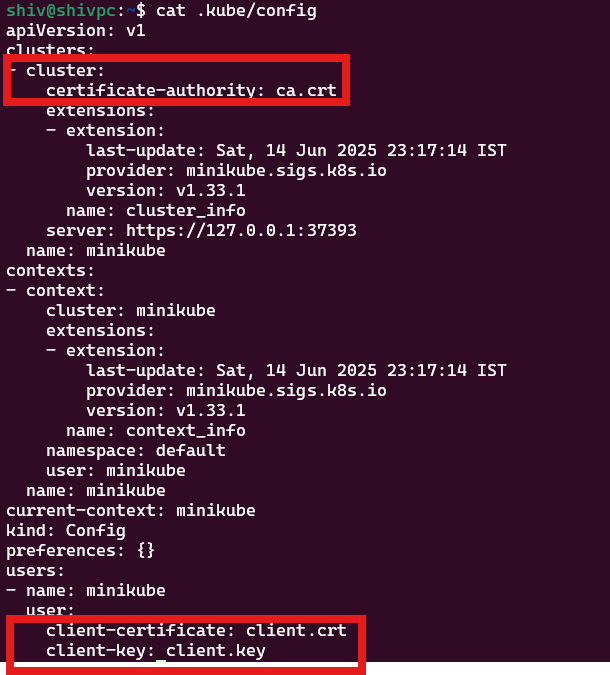 shiv@shivpc:~$ cat .kube/config
apiVersion: v1
clusters:
- cluster:
    certificate-authority: ca.crt
    extensions:
    - extension:
        last-update: Sat, 14 Jun 2025 23:17:14 IST
        provider: minikube.sigs.k8s.io
        version: v1.33.1
      name: cluster_info
    server: https://127.0.0.1:37393
  name: minikube
contexts:
- context:
    cluster: minikube
    extensions:
    - extension:
        last-update: Sat, 14 Jun 2025 23:17:14 IST
        provider: minikube.sigs.k8s.io
        version: v1.33.1
      name: context_info
    namespace: default
    user: minikube
  name: minikube
current-context: minikube
kind: Config
preferences: {}
users:
- name: minikube
  user:
    client-certificate: client.crt
    client-key: client.key